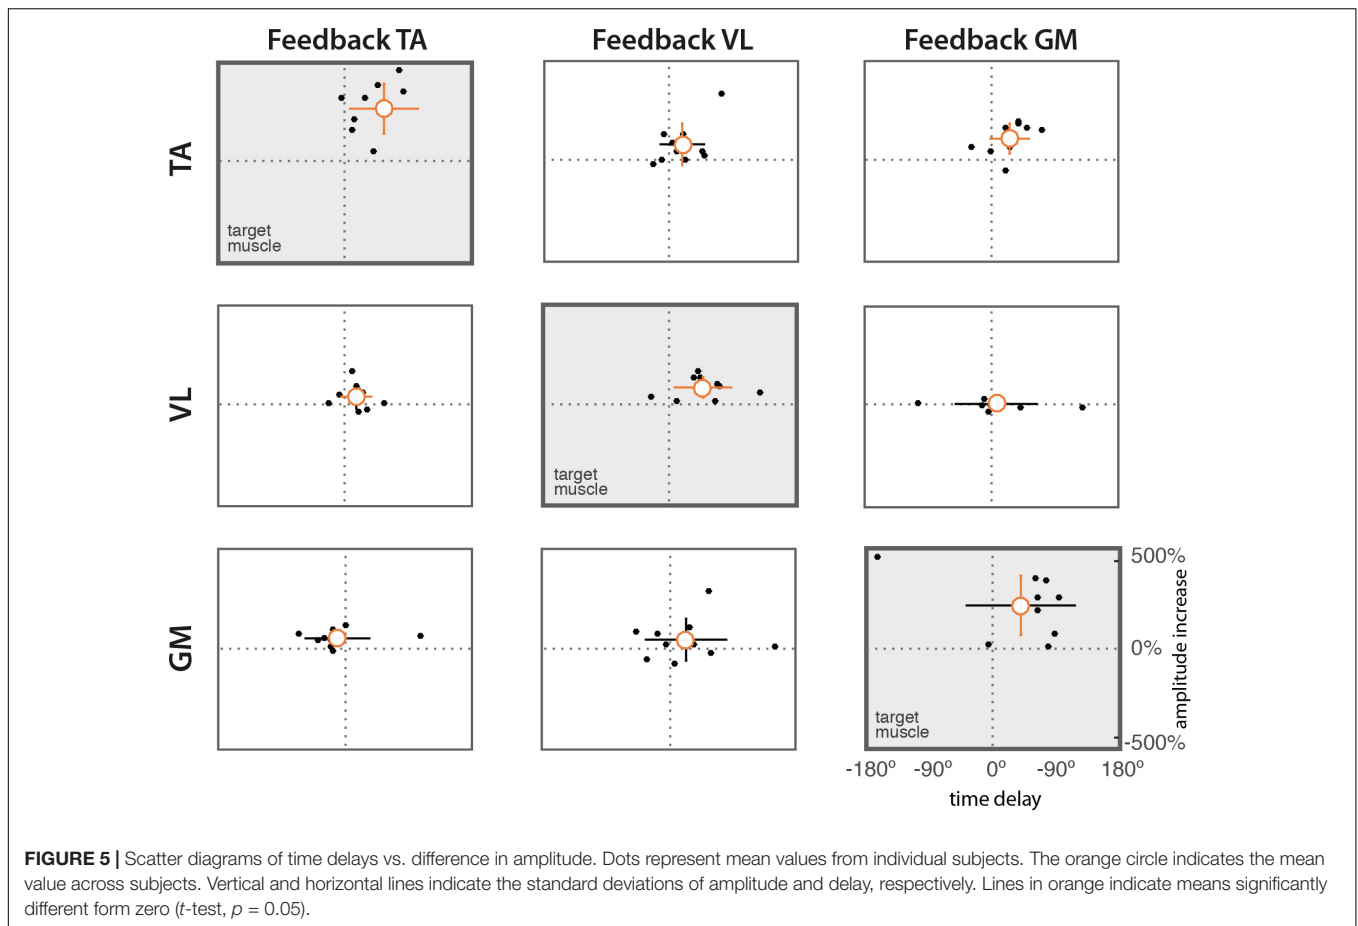 Feedback TA
Feedback VL
Feedback GM
TA
target
muscle
VL
target
muscle
GM
target
muscle
500%
0%
-500%
amplitude increase
-180º -90º 0º -90º 180º
time delay
FIGURE 5 | Scatter diagrams of time delays vs. difference in amplitude. Dots represent mean values from individual subjects. The orange circle indicates the mean
value across subjects. Vertical and horizontal lines indicate the standard deviations of amplitude and delay, respectively. Lines in orange indicate means significantly
different form zero (t-test, p = 0.05).